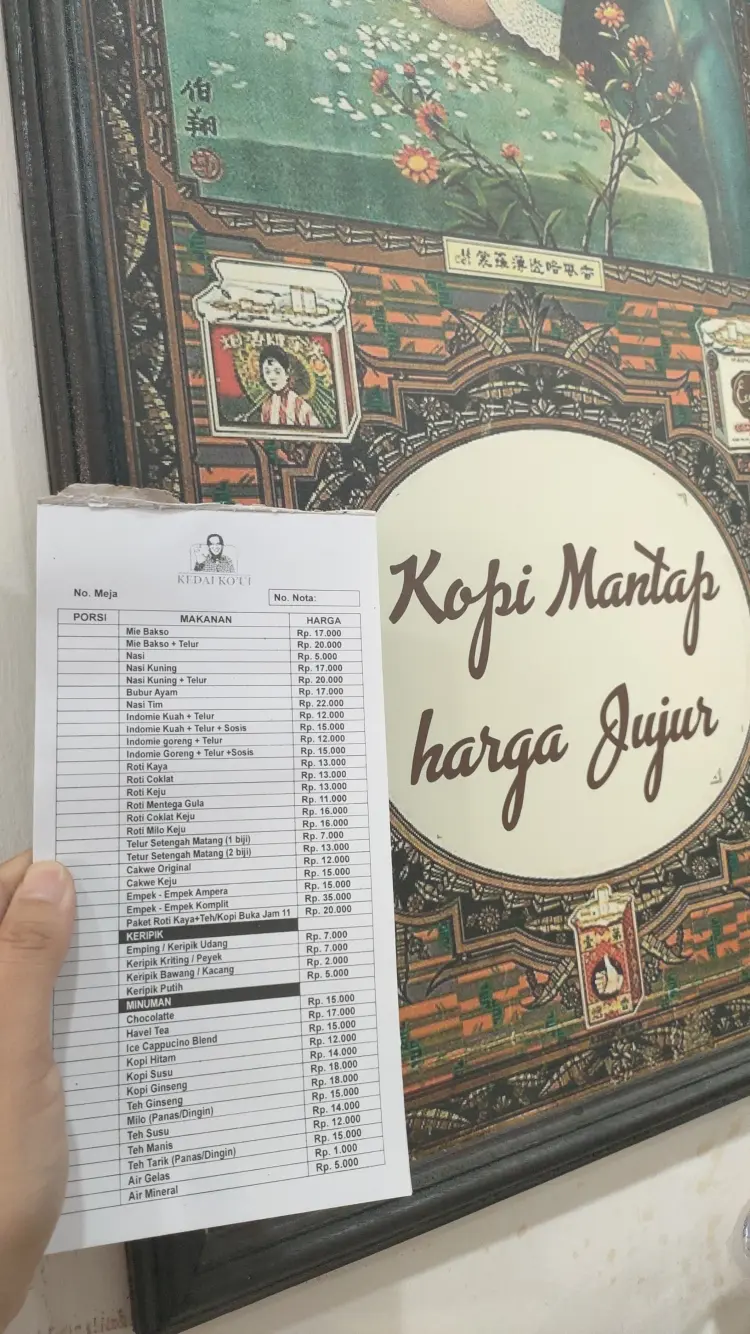 伯翔
KEDAI KO'TJ
No. Meja
No. Nota:
PORSI MAKANAN HARGA
Mie Bakso Rp. 17.000
Mie Bakso + Telur Rp. 20.000
Nasi Rp. 5.000
Nasi Kuning Rp. 17.000
Nasi Kuning + Telur Rp. 20.000
Bubur Ayam Rp. 17.000
Nasi Tim Rp. 22.000
Indomie Kuah + Telur Rp. 12.000
Indomie Kuah + Telur + Sosis Rp. 15.000
Indomie goreng + Telur Rp. 12.000
Indomie Goreng + Telur +Sosis Rp. 15.000
Roti Kaya Rp. 13.000
Roti Coklat Rp. 13.000
Roti Keju Rp. 13.000
Roti Mentega Gula Rp. 11.000
Roti Coklat Keju Rp. 16.000
Roti Milo Keju Rp. 16.000
Telur Setengah Matang (1 biji) Rp. 7.000
Tetur Setengah Matang (2 biji) Rp. 13.000
Cakwe Original Rp. 12.000
Cakwe Keju Rp. 15.000
Empek - Empek Ampera Rp. 15.000
Empek - Empek Komplit Rp. 35.000
Paket Roti Kaya+Teh/Kopi Buka Jam 11 Rp. 20.000
KERIPIK
Emping / Keripik Udang Rp. 7.000
Keripik Kriting / Peyek Rp. 7.000
Keripik Bawang / Kacang Rp. 2.000
Keripik Putih Rp. 5.000
MINUMAN
Chocolatte Rp. 15.000
Havel Tea Rp. 17.000
Ice Cappucino Blend Rp. 15.000
Kopi Hitam Rp. 12.000
Kopi Susu Rp. 14.000
Kopi Ginseng Rp. 18.000
Teh Ginseng Rp. 18.000
Milo (Panas/Dingin) Rp. 15.000
Teh Susu Rp. 14.000
Teh Manis Rp. 12.000
Teh Tarik (Panas/Dingin) Rp. 15.000
Air Gelas Rp. 1.000
Air Mineral Rp. 5.000
Kopi Mantap
harga Jujur